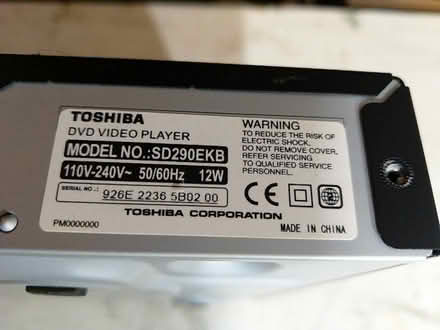 TOSHIBA
DVD VIDEO PLAYER
MODEL NO.:SD290EKB
110V-240V~ 50/60Hz 12W
SERIAL NO.: 926E 2236 5B02 00
WARNING
TO REDUCE THE RISK OF
ELECTRIC SHOCK,
DO NOT REMOVE COVER.
REFER SERVICING
TO QUALIFIED SERVICE
PERSONNEL.
CE
TOSHIBA CORPORATION
PM0000000
MADE IN CHINA